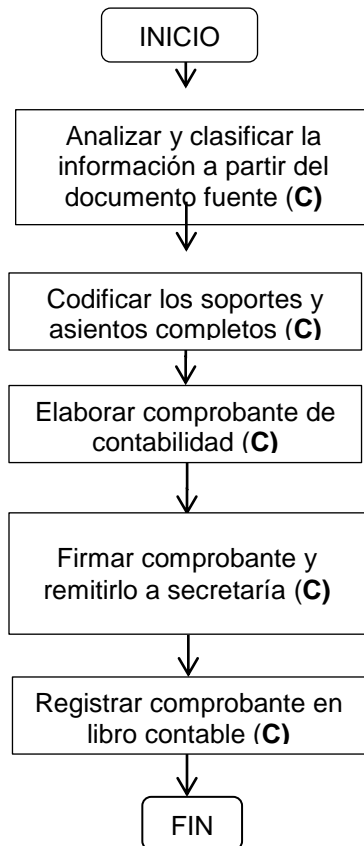 INICIO
Analizar y clasificar la
información a partir del
documento fuente (C)
Codificar los soportes y
asientos completos (C)
Elaborar comprobante de
contabilidad (C)
Firmar comprobante y
remitirlo a secretaría (C)
Registrar comprobante en
libro contable (C)
FIN